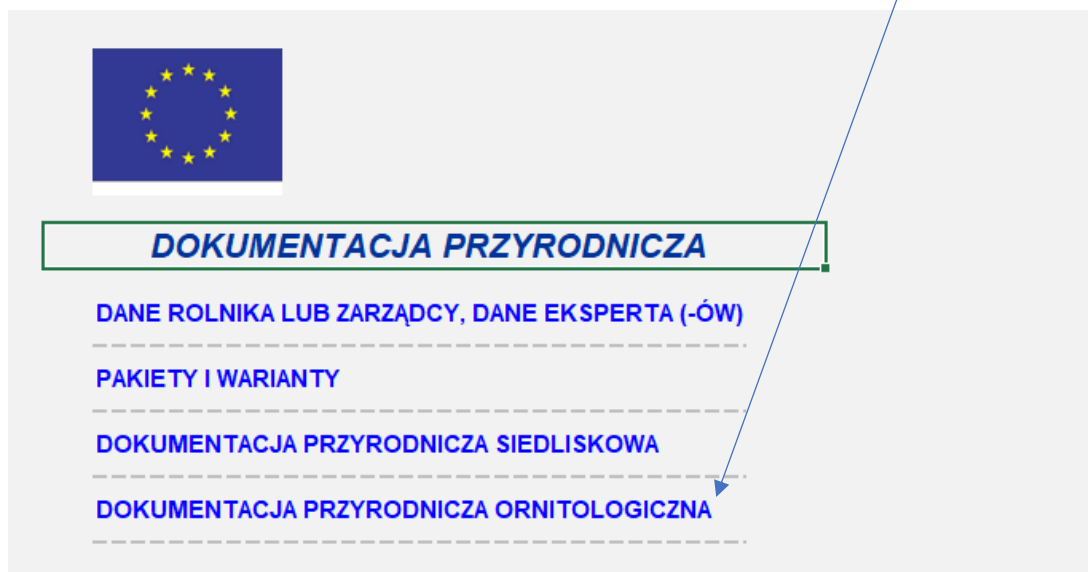 DOKUMENTACJA PRZYRODNICZA
DANE ROLNIKA LUB ZARZĄDCY, DANE EKSPERTA (-ÓW)
PAKIETY I WARIANTY
DOKUMENTACJA PRZYRODNICZA SIEDLISKOWA
DOKUMENTACJA PRZYRODNICZA ORNITOLOGICZNA